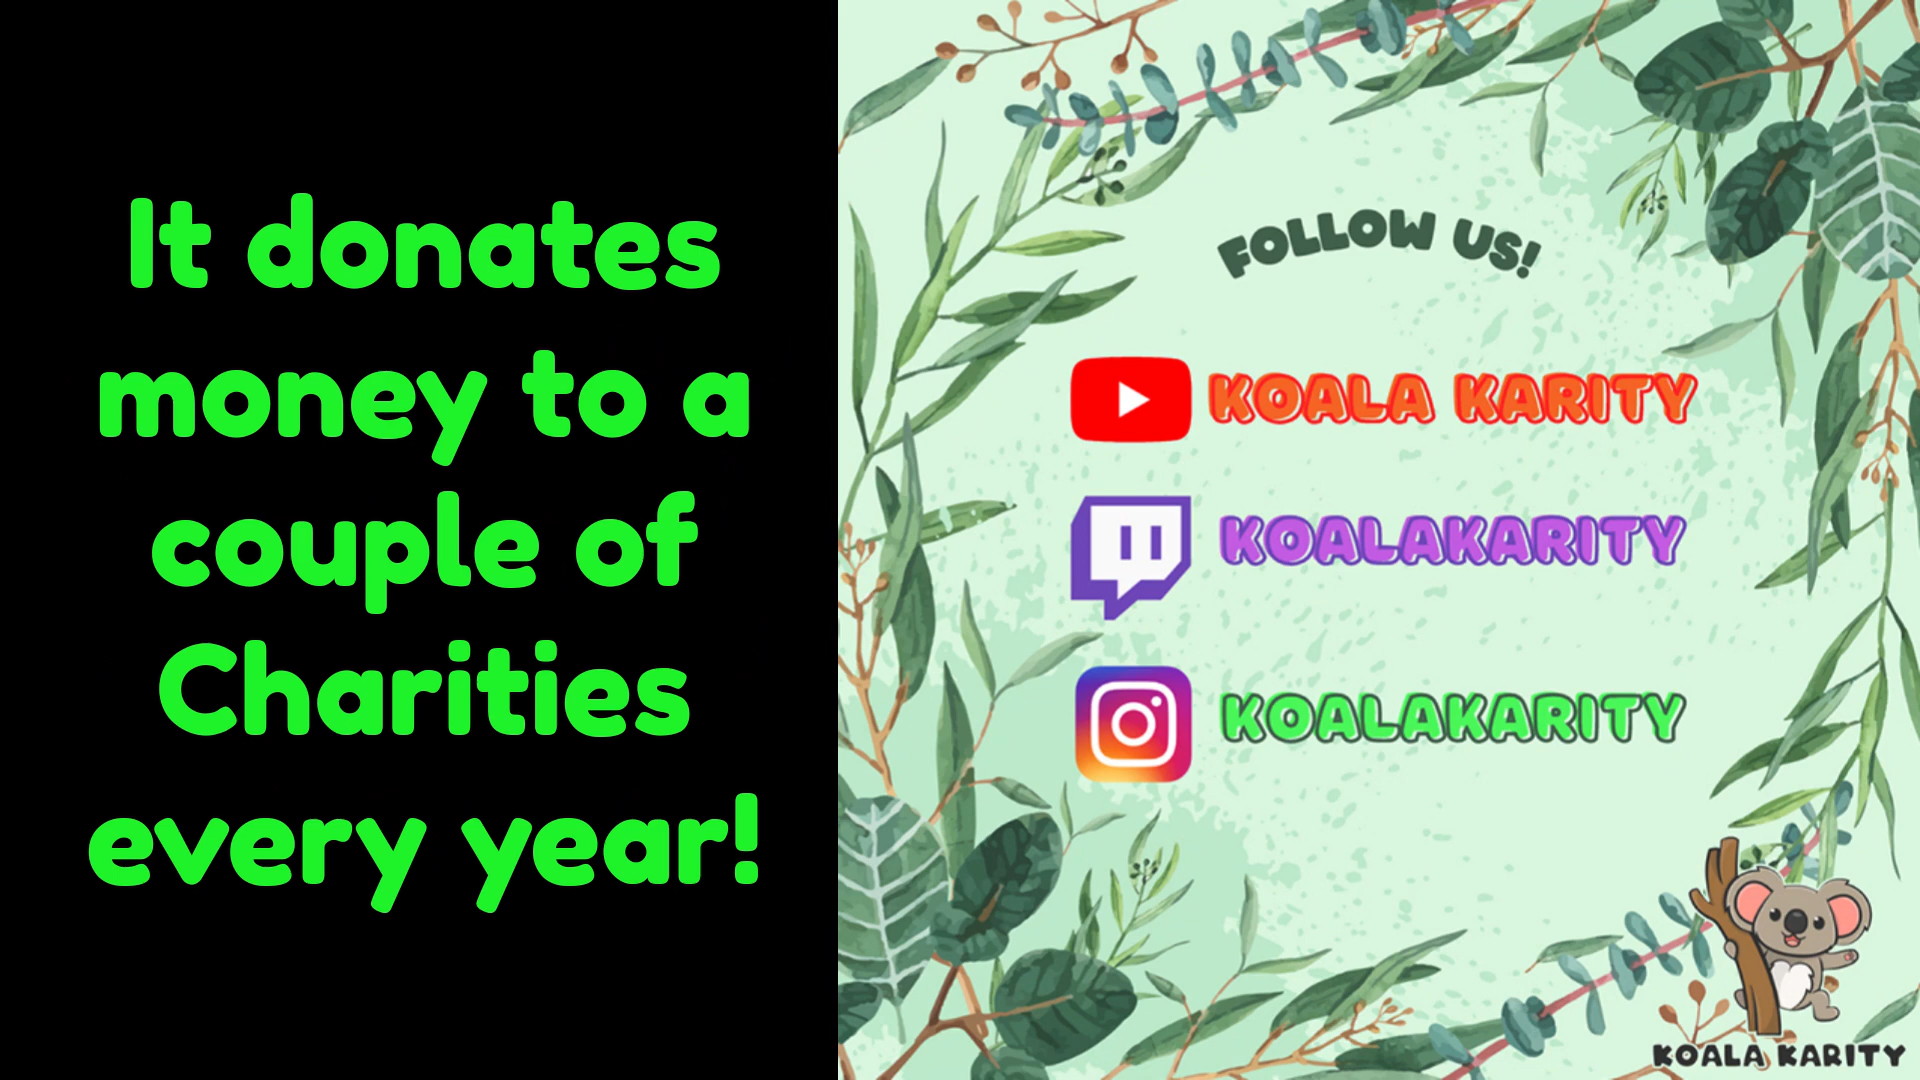 It donates
money to a
couple of
Charities
every year!
FOLLOW US!
KOALA KARITY
KOALAKARITY
KOALAKARITY
KOALA KARITY